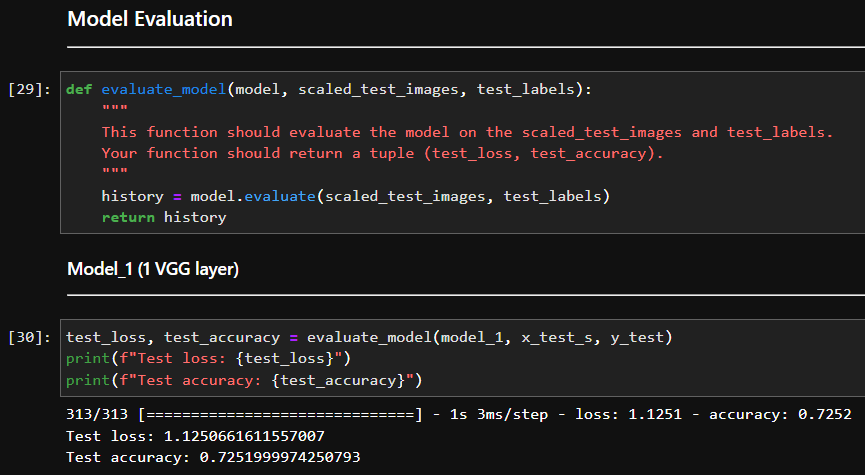 Model Evaluation
[29]: def evaluate_model(model, scaled_test_images, test_labels):
    """
    This function should evaluate the model on the scaled_test_images and test_labels.
    Your function should return a tuple (test_loss, test_accuracy).
    """
    history = model.evaluate(scaled_test_images, test_labels)
    return history
Model_1 (1 VGG layer)
[30]: test_loss, test_accuracy = evaluate_model(model_1, x_test_s, y_test)
print(f"Test loss: {test_loss}")
print(f"Test accuracy: {test_accuracy}")
313/313 [==============================] - 1s 3ms/step - loss: 1.1251 - accuracy: 0.7252
Test loss: 1.1250661611557007
Test accuracy: 0.7251999974250793